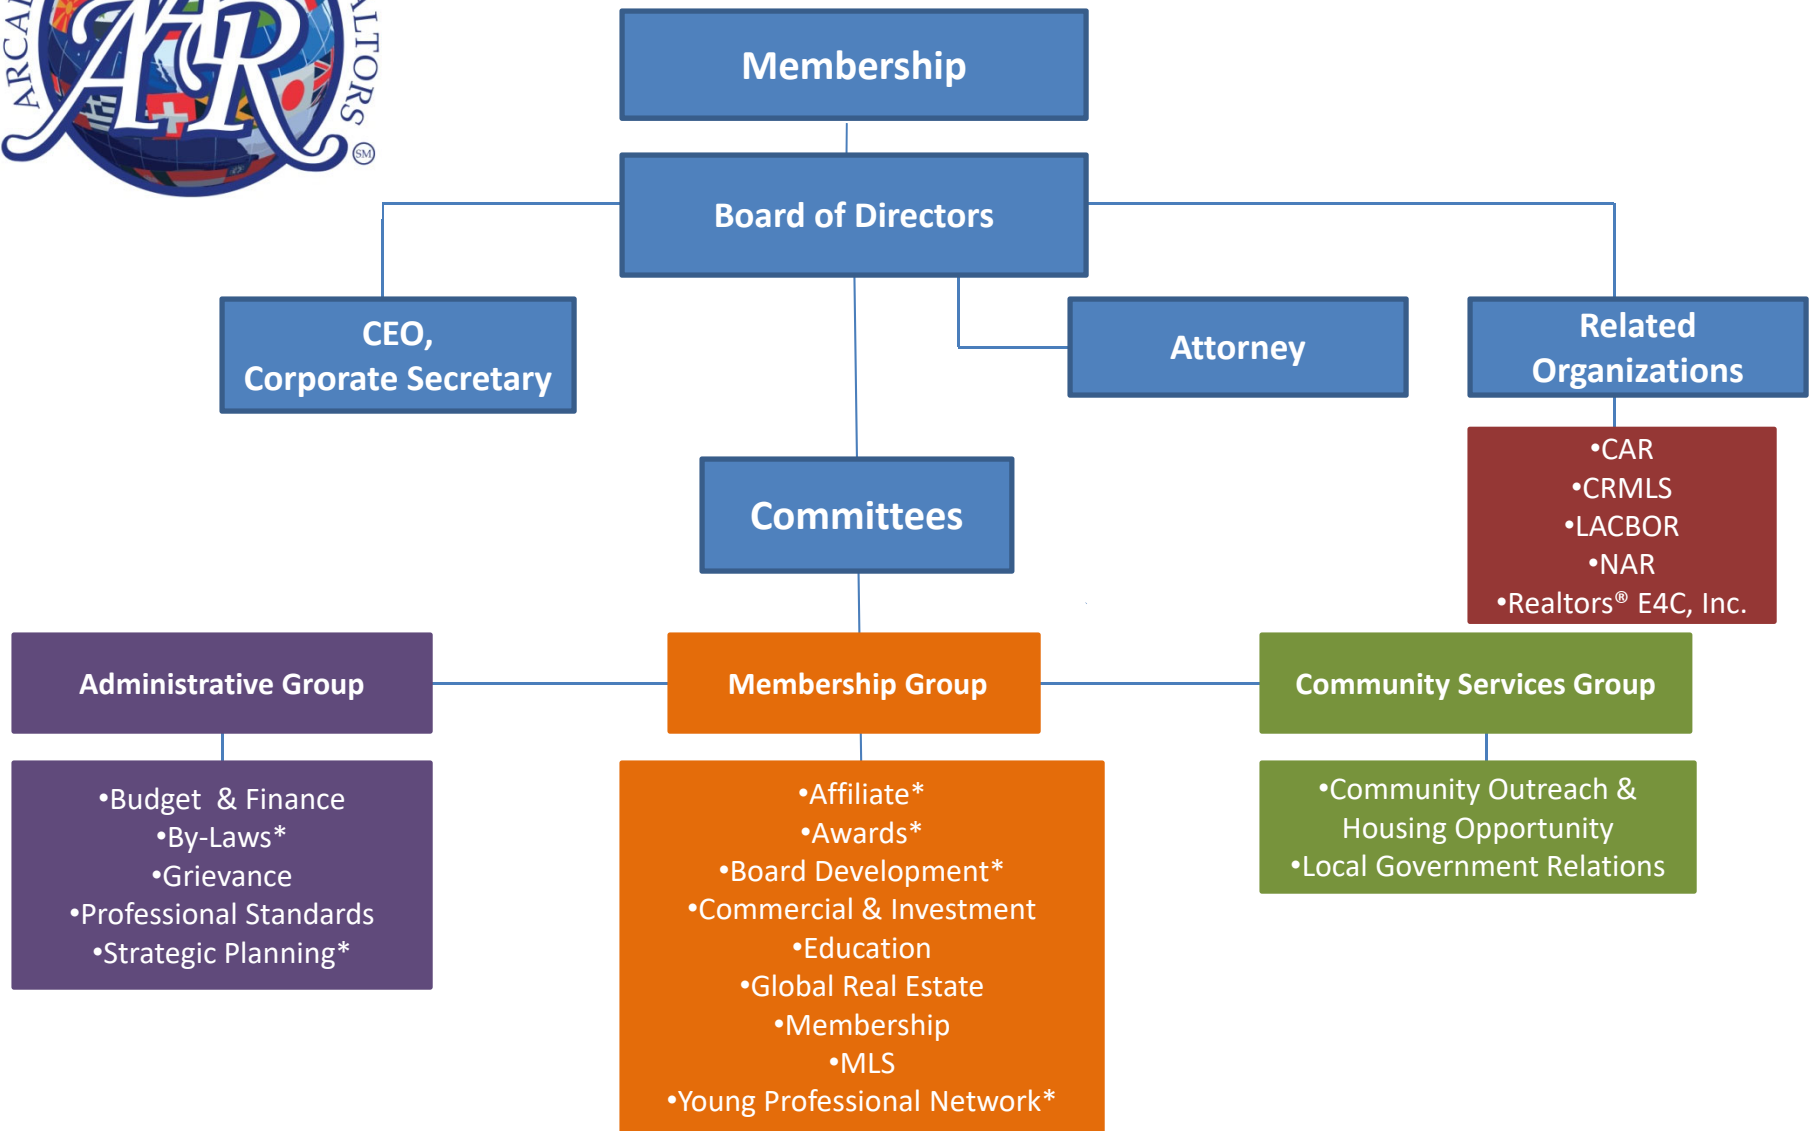 AAR
SM
Membership
Board of Directors
CEO,
Corporate Secretary
Attorney
Related
Organizations
•CAR
•CRMLS
•LACBOR
•NAR
•Realtors® E4C, Inc.
Committees
Administrative Group
Membership Group
Community Services Group
•Budget & Finance
•By-Laws*
•Grievance
•Professional Standards
•Strategic Planning*
•Affiliate*
•Awards*
•Board Development*
•Commercial & Investment
•Education
•Global Real Estate
•Membership
•MLS
•Young Professional Network*
•Community Outreach &
Housing Opportunity
•Local Government Relations